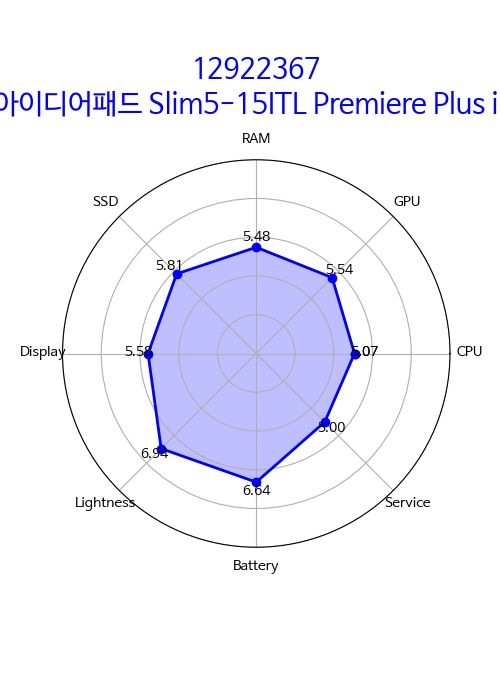 12922367
아이디어패드 Slim5-15ITL Premiere Plus i
RAM
SSD
GPU
5.48
5.81
5.54
Display
5.58
5.07
CPU
6.94
5.00
6.64
Lightness
Service
Battery